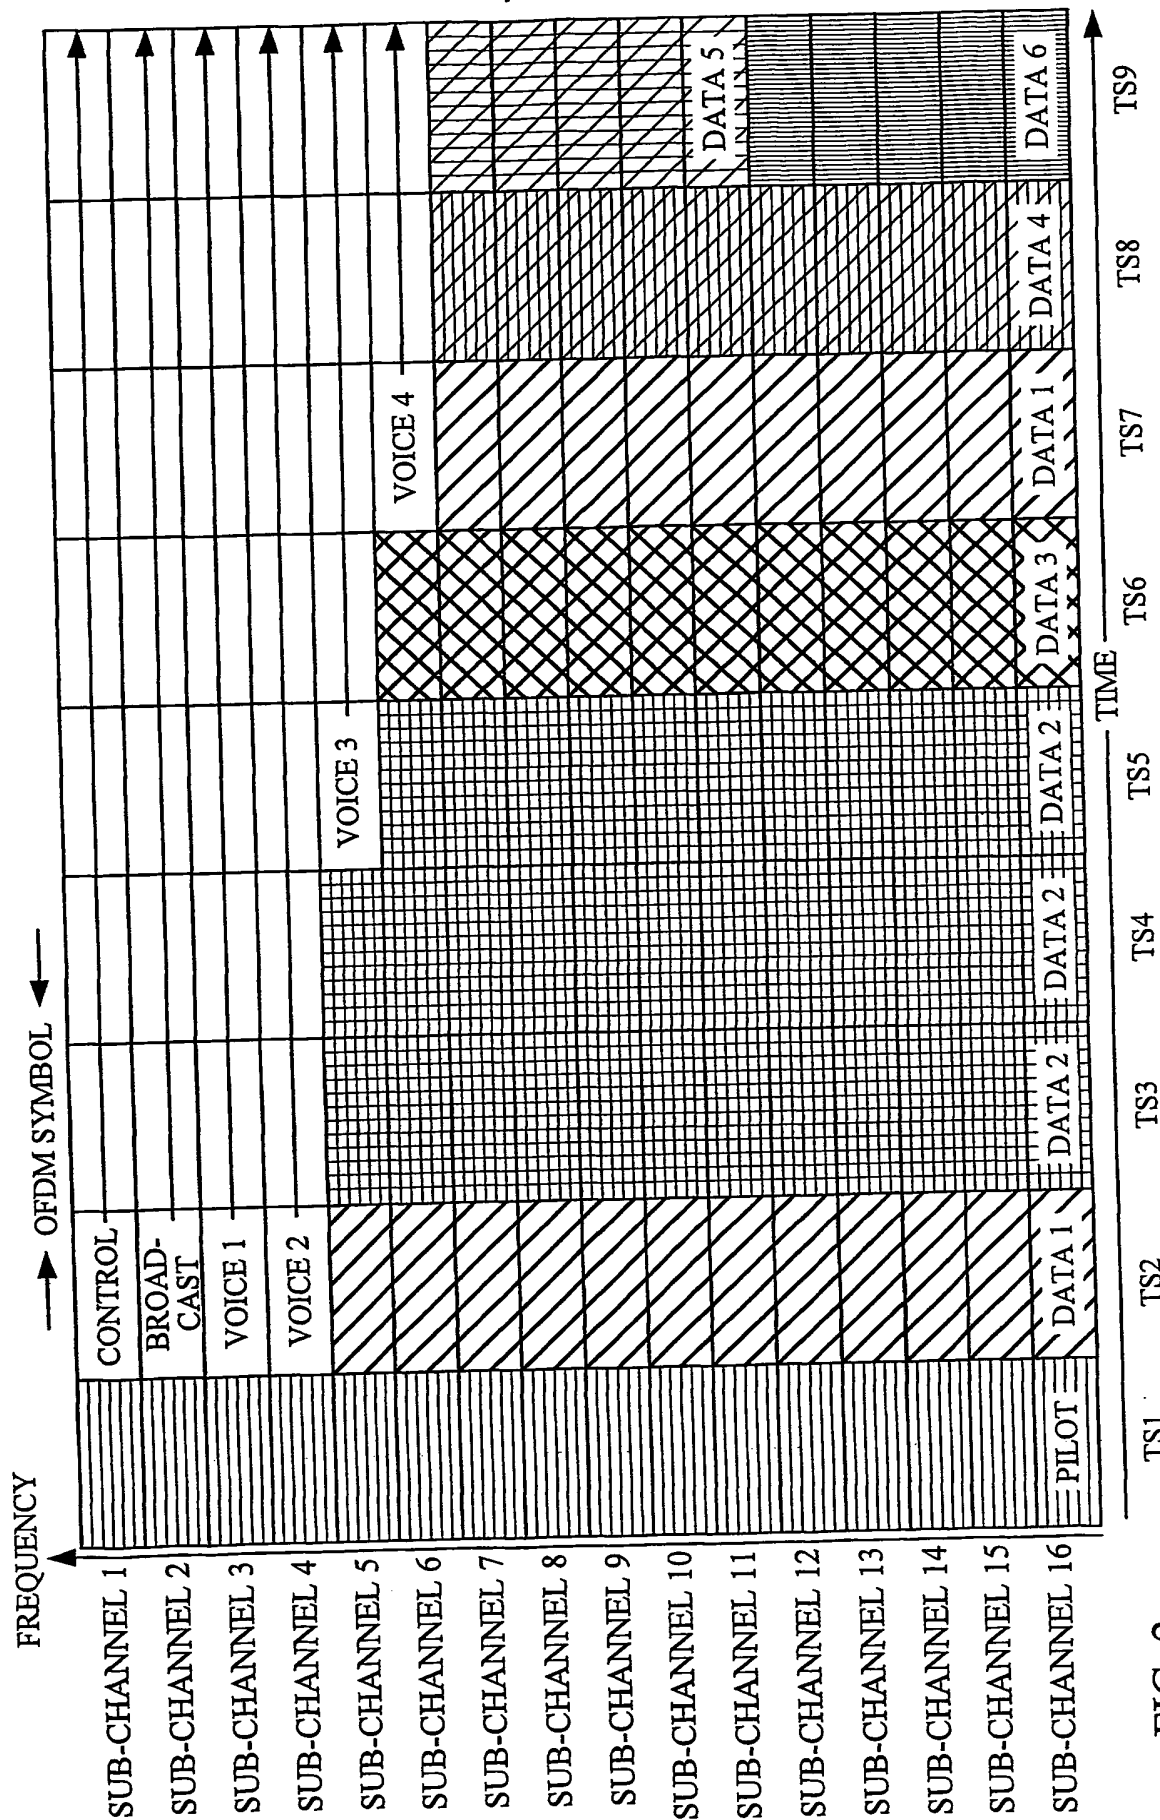 FREQUENCY
OFDM SYMBOL
SUB-CHANNEL 1
SUB-CHANNEL 2
SUB-CHANNEL 3
SUB-CHANNEL 4
SUB-CHANNEL 5
SUB-CHANNEL 6
SUB-CHANNEL 7
SUB-CHANNEL 8
SUB-CHANNEL 9
SUB-CHANNEL 10
SUB-CHANNEL 11
SUB-CHANNEL 12
SUB-CHANNEL 13
SUB-CHANNEL 14
SUB-CHANNEL 15
SUB-CHANNEL 16
CONTROL
BROAD-
CAST
VOICE 1
VOICE 2
VOICE 3
VOICE 4
PILOT
DATA 1
DATA 2
DATA 2
DATA 2
DATA 3
DATA 1
DATA 4
DATA 5
DATA 6
TIME
TS1
TS2
TS3
TS4
TS5
TS6
TS7
TS8
TS9